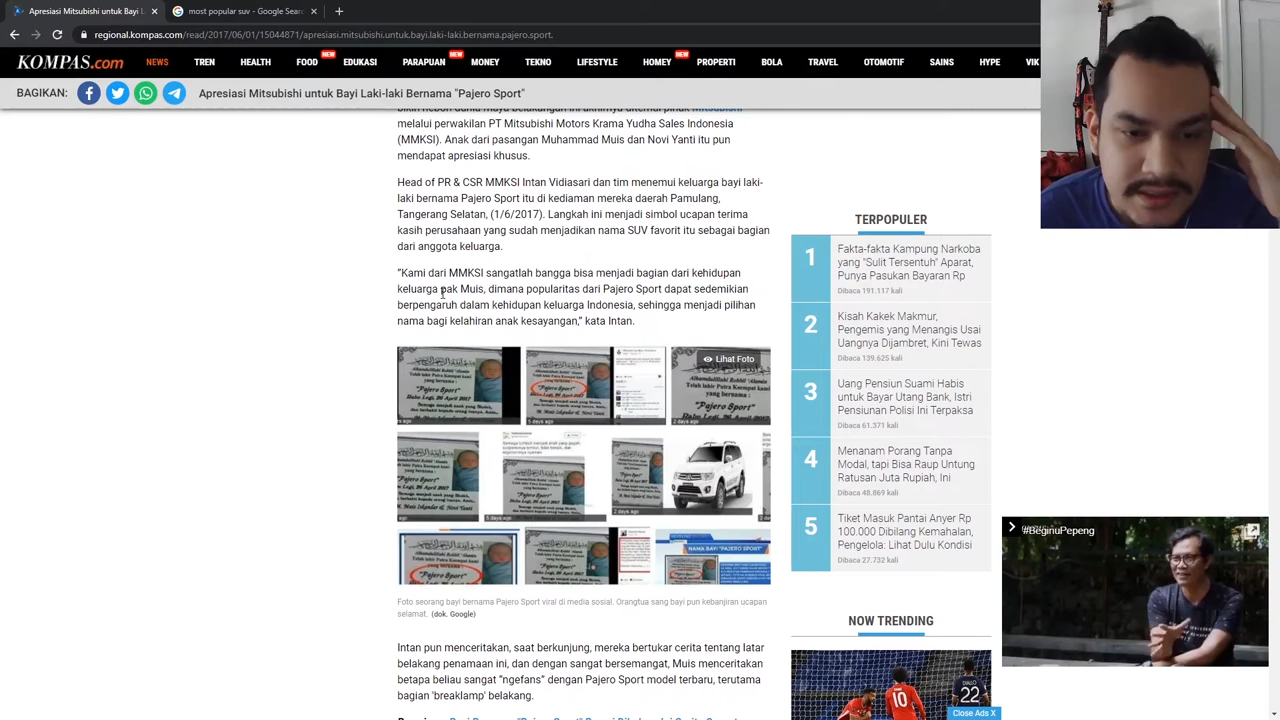 Apresiasi Mitsubishi untuk Bayi L
most popular suv - Google Sear
regional.kompas.com/read/2017/06/01/15044871/apresiasi.mitsubishi.untuk.bayi.laki-laki.bernama.pajero.sport.
KOMPAS.com
NEWS
TREN
HEALTH
FOOD
NEW
EDUKASI
PARAPUAN
NEW
MONEY
TEKNO
LIFESTYLE
HOMEY
NEW
PROPERTI
BOLA
TRAVEL
OTOMOTIF
SAINS
HYPE
VIK
BAGIKAN:
Apresiasi Mitsubishi untuk Bayi Laki-laki Bernama "Pajero Sport"
melalui perwakilan PT Mitsubishi Motors Krama Yudha Sales Indonesia
(MMKSI). Anak dari pasangan Muhammad Muis dan Novi Yanti itu pun
mendapat apresiasi khusus.
Head of PR & CSR MMKSI Intan Vidiasari dan tim menemui keluarga bayi laki-
laki bernama Pajero Sport itu di kediaman mereka daerah Pamulang,
Tangerang Selatan, (1/6/2017). Langkah ini menjadi simbol ucapan terima
kasih perusahaan yang sudah menjadikan nama SUV favorit itu sebagai bagian
dari anggota keluarga.
"Kami dari MMKSI sangatlah bangga bisa menjadi bagian dari kehidupan
keluarga pak Muis, dimana popularitas dari Pajero Sport dapat sedemikian
berpengaruh dalam kehidupan keluarga Indonesia, sehingga menjadi pilihan
nama bagi kelahiran anak kesayangan," kata Intan.
Lihat Foto
"Pajero Sport"
NAMA BAYI "PAJERO SPORT"
Foto seorang bayi bernama Pajero Sport viral di media sosial. Orangtua sang bayi pun kebanjiran ucapan
selamat. (dok. Google)
Intan pun menceritakan, saat berkunjung, mereka bertukar cerita tentang latar
belakang penamaan ini, dan dengan sangat bersemangat, Muis menceritakan
betapa beliau sangat "ngefans" dengan Pajero Sport model terbaru, terutama
bagian 'breaklamp' belakang.
TERPOPULER
1
Fakta-fakta Kampung Narkoba
yang "Sulit Tersentuh" Aparat,
Punya Pasukan Bayaran Rp
Dibaca 191.117 kali
2
Kisah Kakek Makmur,
Pengemis yang Menangis Usai
Uangnya Dijambret, Kini Tewas
Dibaca 139.625 kali
3
Uang Pensiun Suami Habis
untuk Bayar Utang Bank, Istri
Pensiunan Polisi Ini Terpaksa
Dibaca 61.371 kali
4
Menanam Porang Tanpa
Modal, tapi Bisa Raup Untung
Ratusan Juta Rupiah, Ini
Dibaca 48.869 kali
5
Tiket Masuk Pantai Anyer Rp
100.000 Dibilang Kemahalan,
Pengelola: Lihat Dulu Kondisi
Dibaca 27.732 kali
#BeginuPepeng
NOW TRENDING
10
22
Close Ads X